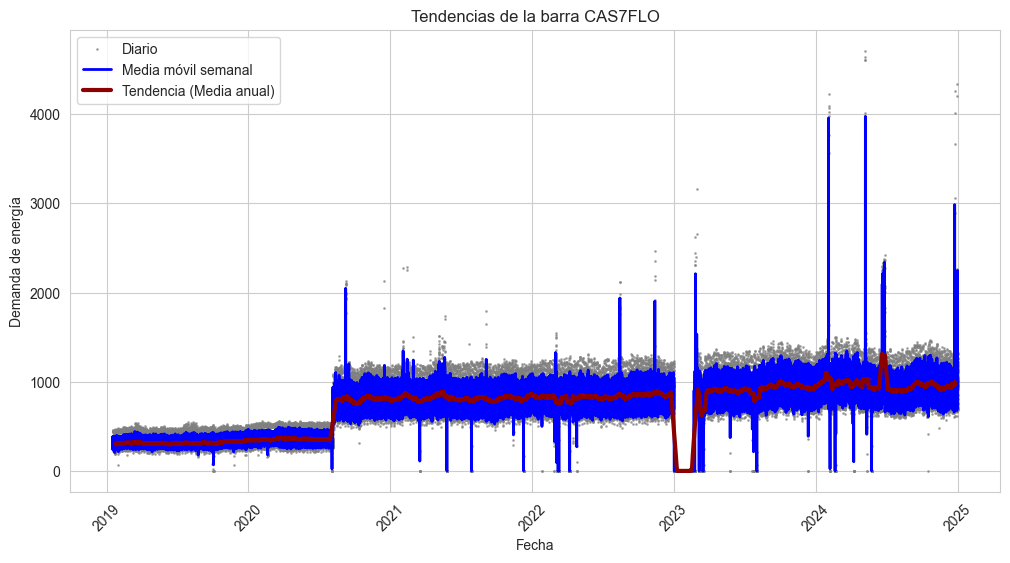 Tendencias de la barra CAS7FLO
Diario
Media móvil semanal
Tendencia (Media anual)
Demanda de energía
4000
3000
2000
1000
0
2019
2020
2021
2022
2023
2024
2025
Fecha